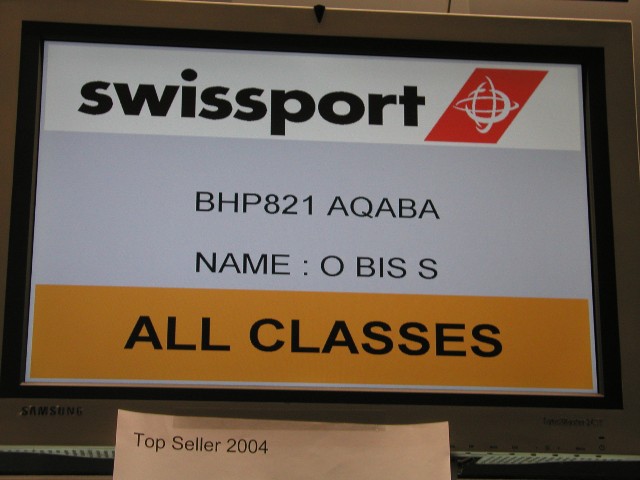 swissport
BHP821 AQABA
NAME : O BIS S
ALL CLASSES
SAMSUNG
Top Seller 2004